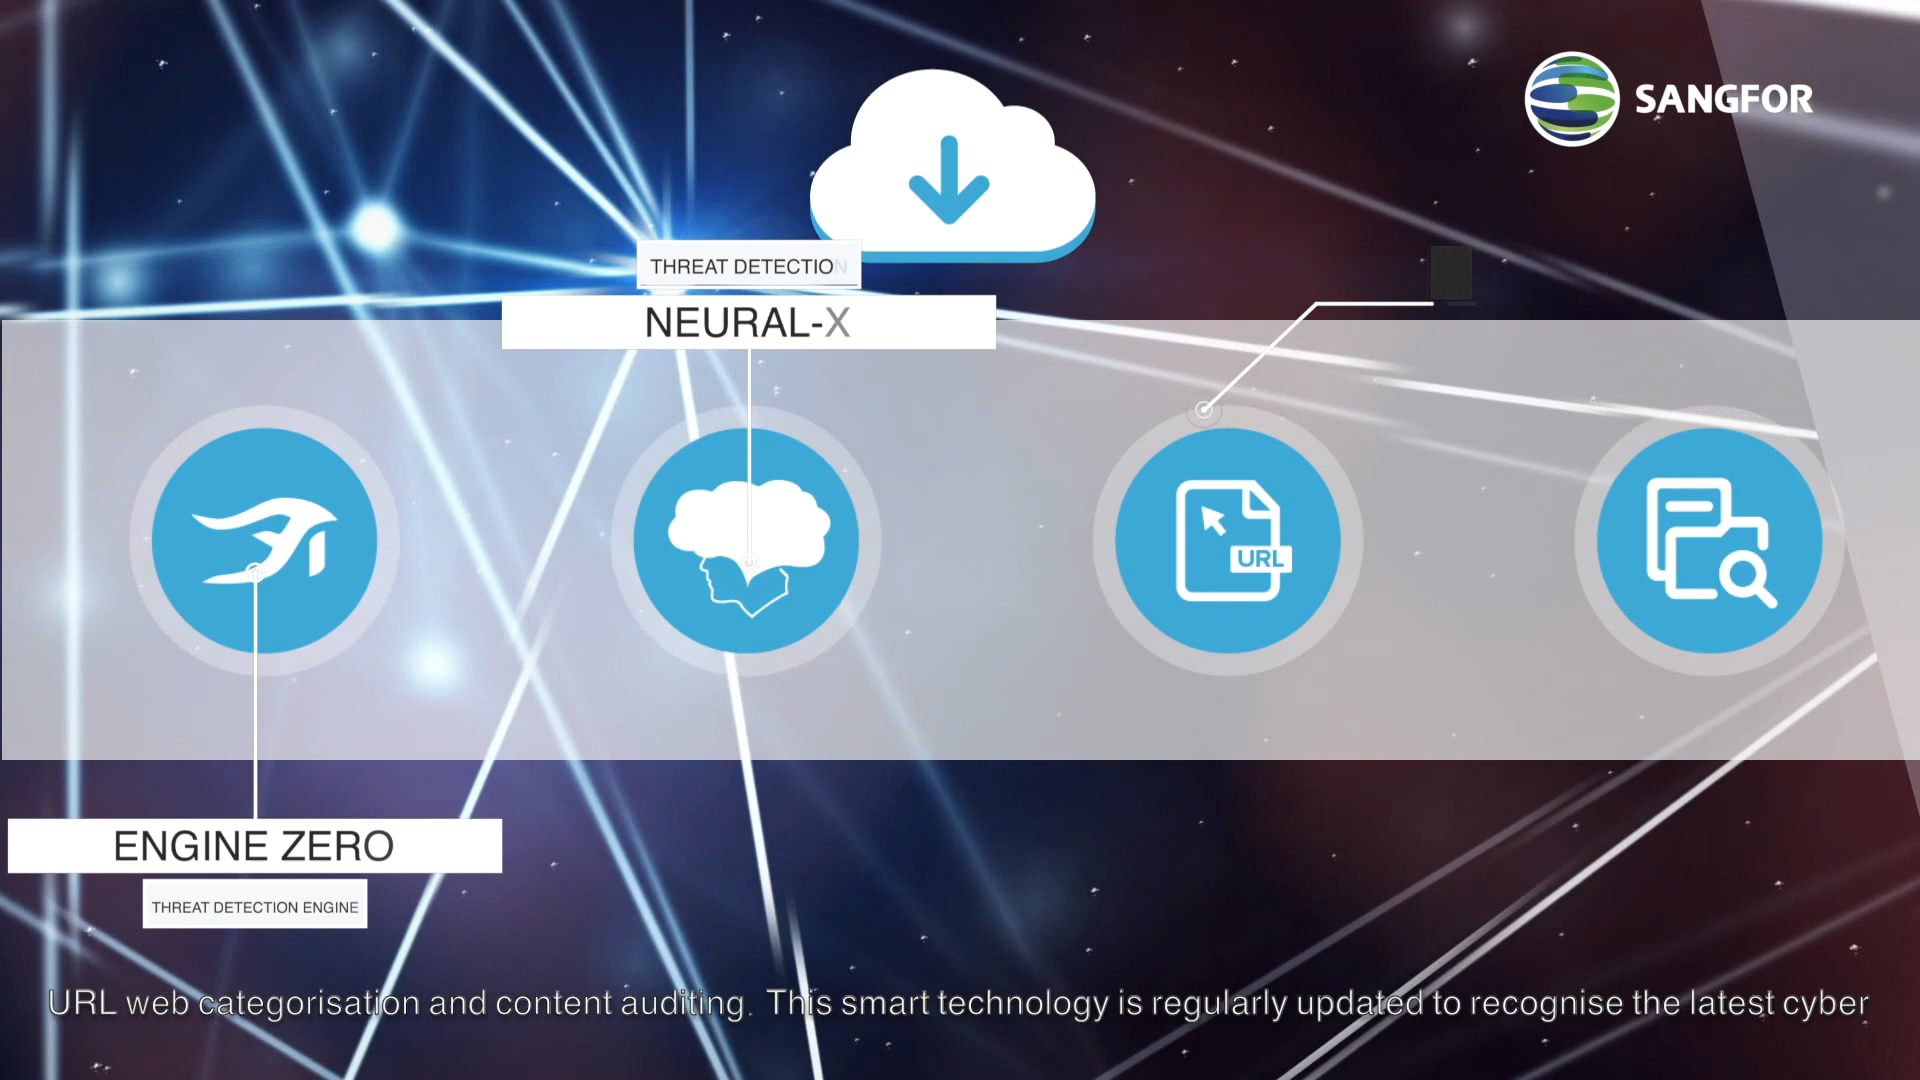 SANGFOR
THREAT DETECTION
NEURAL-X
URL
ENGINE ZERO
THREAT DETECTION ENGINE
URL web categorisation and content auditing. This smart technology is regularly updated to recognise the latest cyber